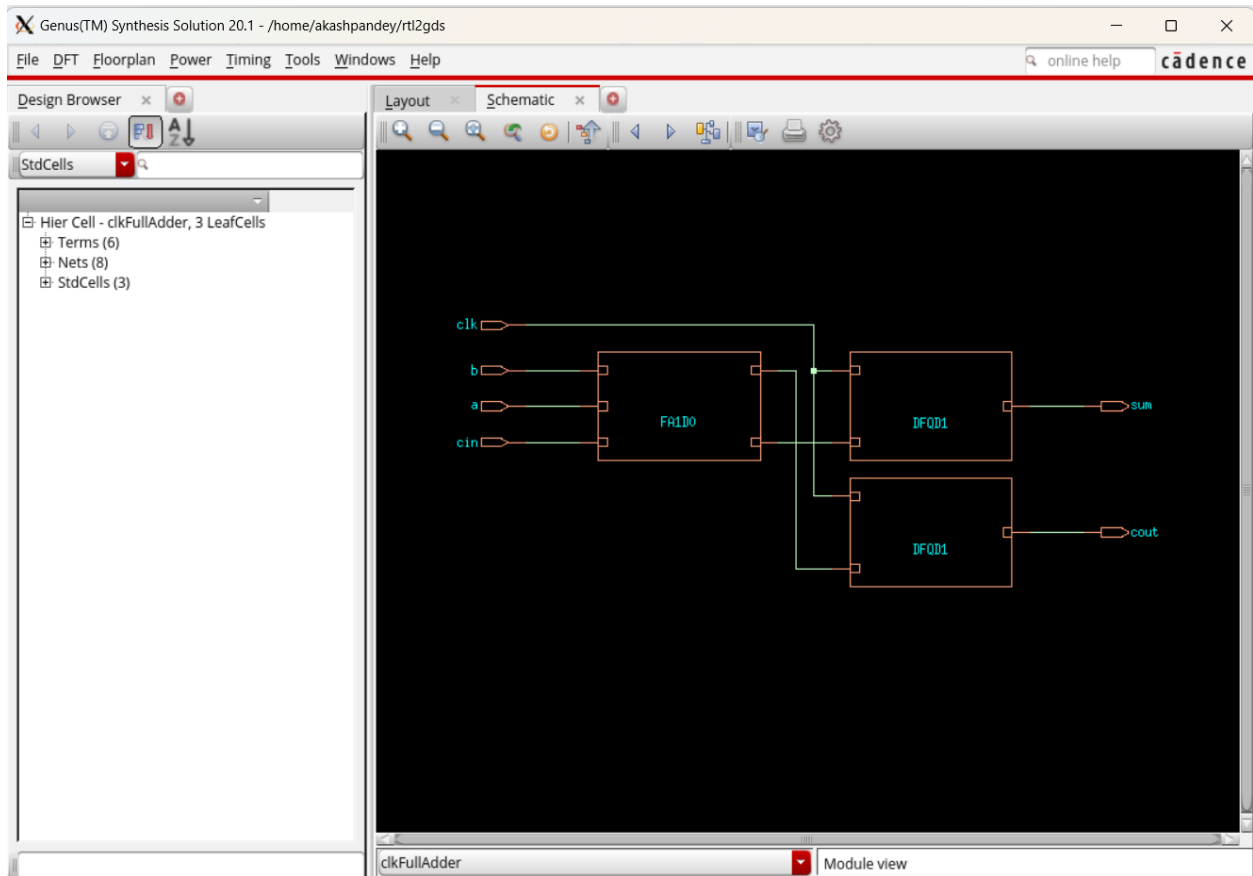 Genus(TM) Synthesis Solution 20.1 - /home/akashpandey/rtl2gds
File DFT Floorplan Power Timing Tools Windows Help
online help
cādence
Design Browser
Layout
Schematic
A
Z
StdCells
Hier Cell - clkFullAdder, 3 LeafCells
Terms (6)
Nets (8)
StdCells (3)
clk
b
a
cin
FA1D0
DFQD1
sum
DFQD1
cout
clkFullAdder
Module view